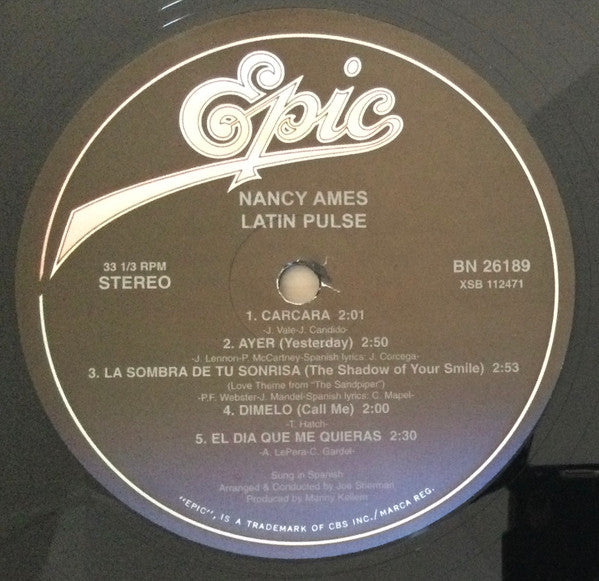 Epic
NANCY AMES
LATIN PULSE
33 1/3 RPM
STEREO
BN 26189
XSB 112471
1. CARCARA 2:01
-J. Vale-J. Candido-
2. AYER (Yesterday) 2:50
-J. Lennon-P. McCartney-Spanish lyrics: J. Corcega-
3. LA SOMBRA DE TU SONRISA (The Shadow of Your Smile) 2:53
(Love Theme from "The Sandpiper")
-P.F. Webster-J. Mandel-Spanish lyrics: C. Mapel-
4. DIMELO (Call Me) 2:00
-T. Hatch-
5. EL DIA QUE ME QUIERAS 2:30
-A. LePera-C. Gardel-
Sung in Spanish
Arranged & Conducted by Joe Sherman
Produced by Manny Kellem
"EPIC", IS A TRADEMARK OF CBS INC./MARCA REG.